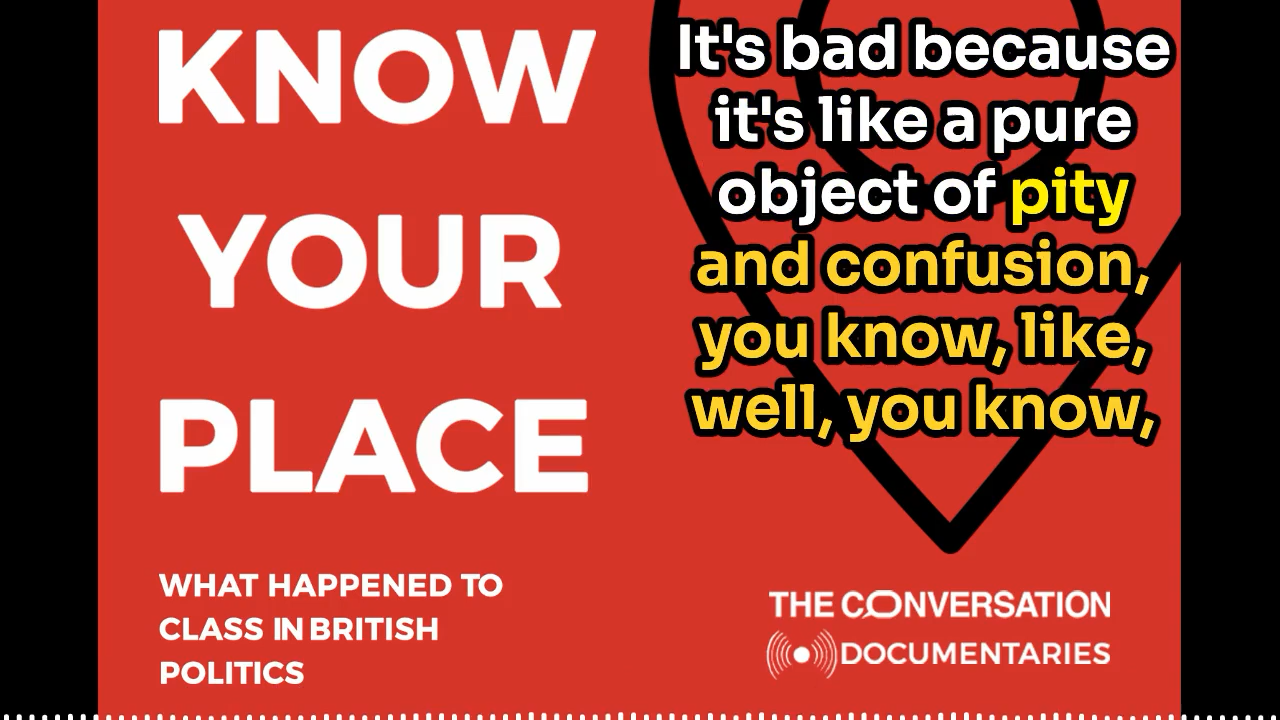 KNOW
YOUR
PLACE
WHAT HAPPENED TO
CLASS IN BRITISH
POLITICS
It's bad because
it's like a pure
object of pity
and confusion,
you know, like,
well, you know,
THE CONVERSATION
DOCUMENTARIES